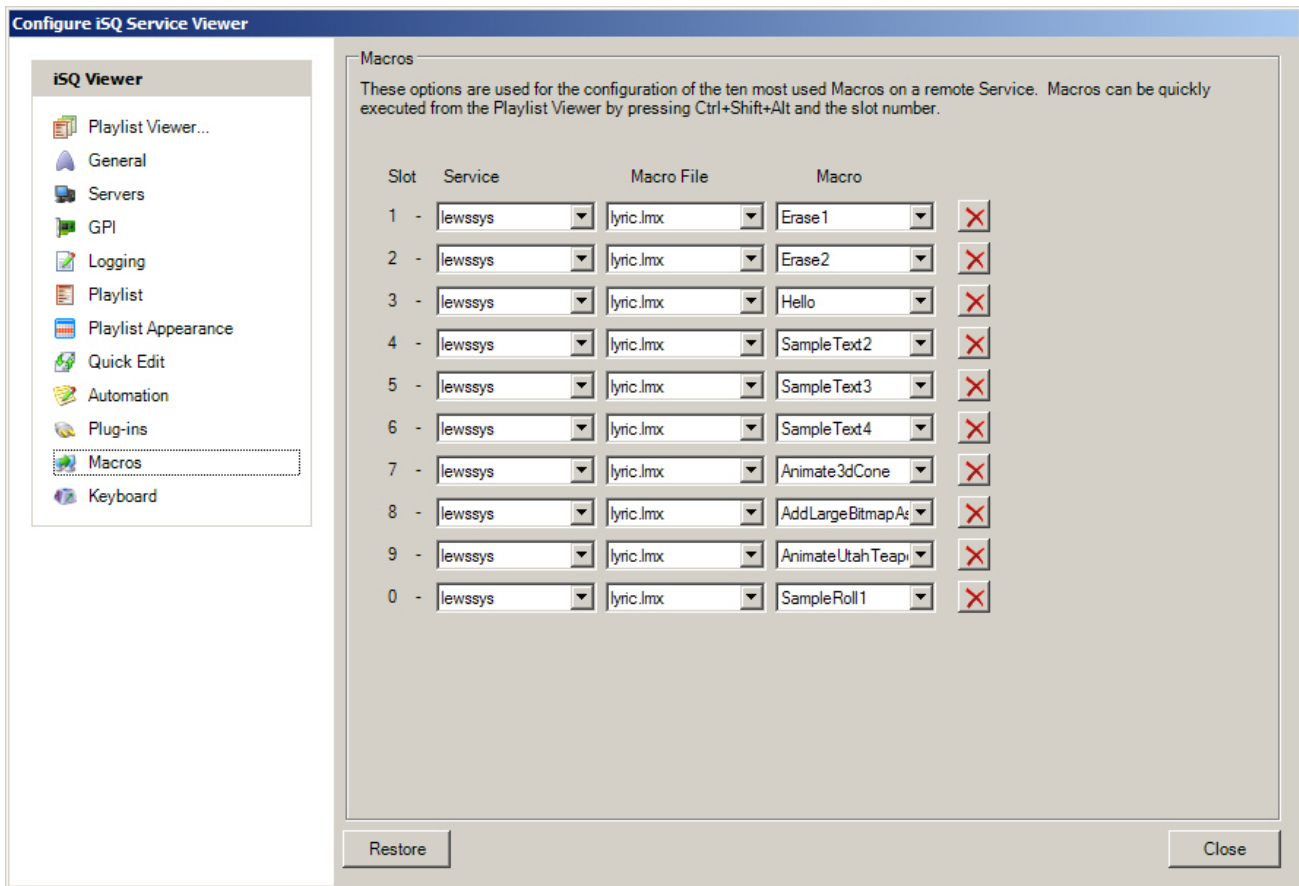 Configure iSQ Service Viewer
iSQ Viewer
Playlist Viewer...
General
Servers
GPI
Logging
Playlist
Playlist Appearance
Quick Edit
Automation
Plug-ins
Macros
Keyboard
Macros
These options are used for the configuration of the ten most used Macros on a remote Service. Macros can be quickly
executed from the Playlist Viewer by pressing Ctrl+Shift+Alt and the slot number.
Slot Service Macro File Macro
1 - lewssys lyric.lmx Erase1
2 - lewssys lyric.lmx Erase2
3 - lewssys lyric.lmx Hello
4 - lewssys lyric.lmx SampleText2
5 - lewssys lyric.lmx SampleText3
6 - lewssys lyric.lmx SampleText4
7 - lewssys lyric.lmx Animate3dCone
8 - lewssys lyric.lmx AddLargeBitmapAs
9 - lewssys lyric.lmx AnimateUtahTeapo
0 - lewssys lyric.lmx SampleRoll1
Restore Close